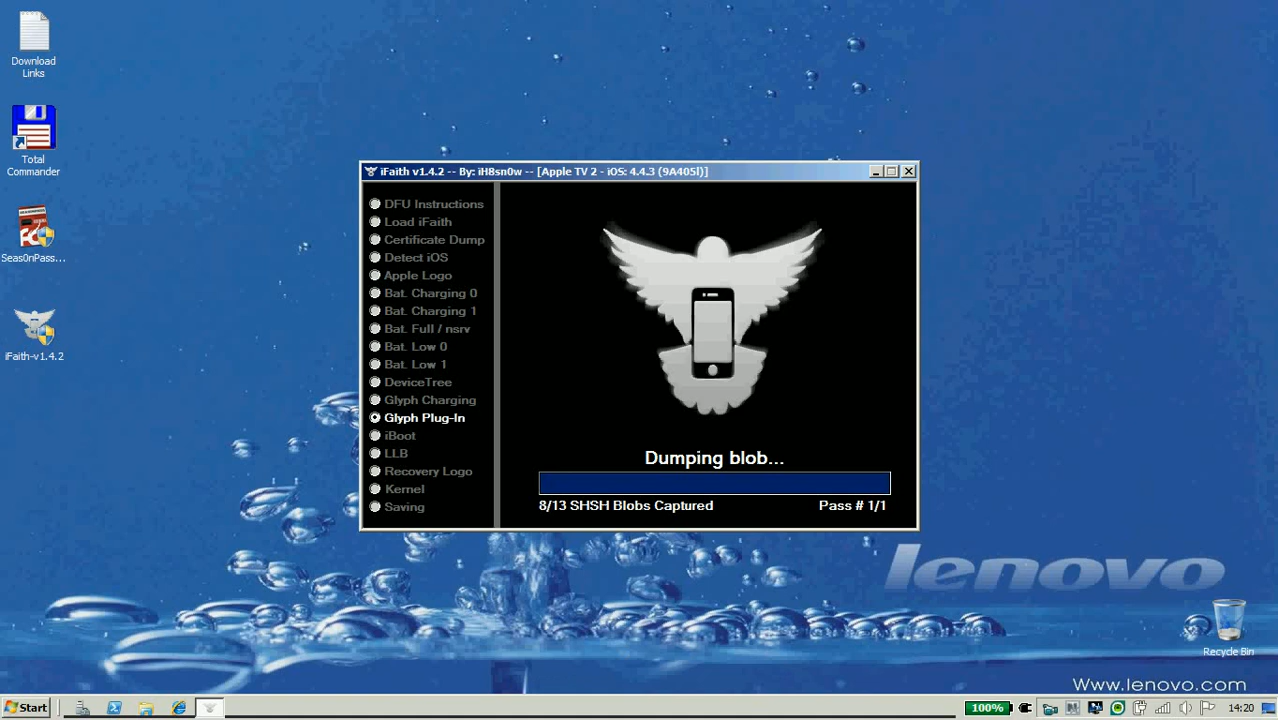 Download
Links
Total
Commander
Seas0nPass...
iFaith-v1.4.2
iFaith v1.4.2 -- By: iH8sn0w -- [Apple TV 2 - iOS: 4.4.3 (9A405l)]
DFU Instructions
Load iFaith
Certificate Dump
Detect iOS
Apple Logo
Bat. Charging 0
Bat. Charging 1
Bat. Full / nsrv
Bat. Low 0
Bat. Low 1
DeviceTree
Glyph Charging
Glyph Plug-In
iBoot
LLB
Recovery Logo
Kernel
Saving
Dumping blob...
8/13 SHSH Blobs Captured
Pass # 1/1
lenovo
Recycle Bin
Www.lenovo.com
Start
100%
14:20